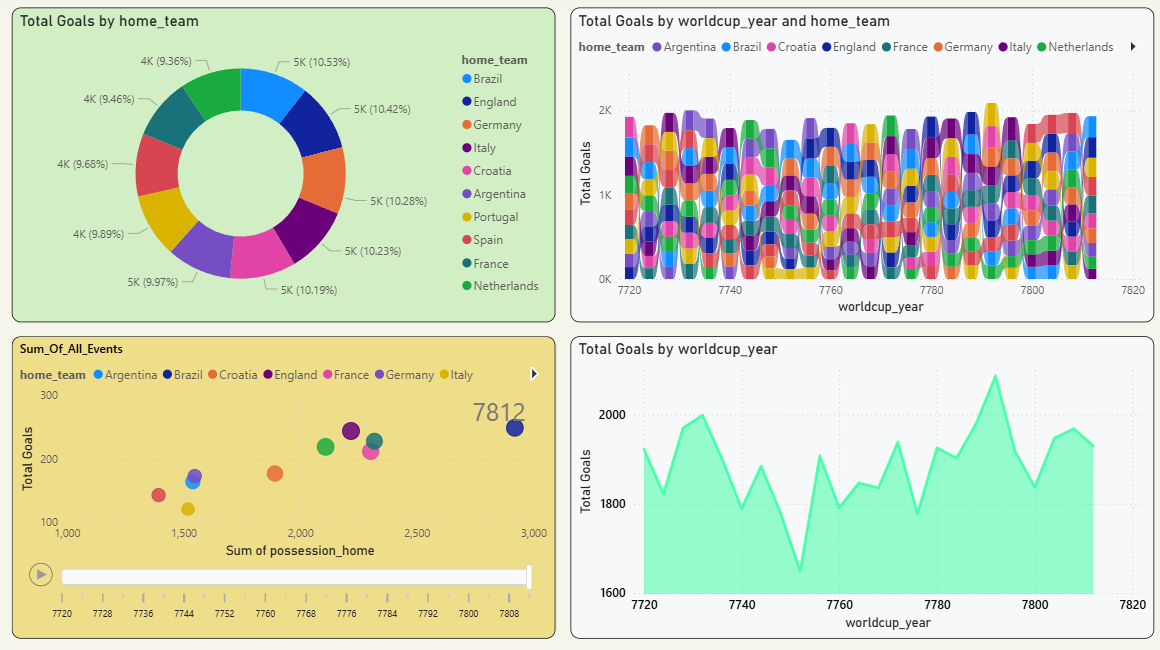 Total Goals by home_team
4K (9.36%)
5K (10.53%)
4K (9.46%)
5K (10.42%)
4K (9.68%)
5K (10.28%)
4K (9.89%)
5K (10.23%)
5K (9.97%)
5K (10.19%)
home_team
Brazil
England
Germany
Italy
Croatia
Argentina
Portugal
Spain
France
Netherlands
Total Goals by worldcup_year and home_team
home_team Argentina Brazil Croatia England France Germany Italy Netherlands
Total Goals
2K
1K
0K
7720 7740 7760 7780 7800 7820
worldcup_year
Sum_Of_All_Events
home_team Argentina Brazil Croatia England France Germany Italy
Total Goals
300
200
100
7812
1,000 1,500 2,000 2,500 3,000
Sum of possession_home
7720 7728 7736 7744 7752 7760 7768 7776 7784 7792 7800 7808
Total Goals by worldcup_year
Total Goals
2000
1800
1600
7720 7740 7760 7780 7800 7820
worldcup_year